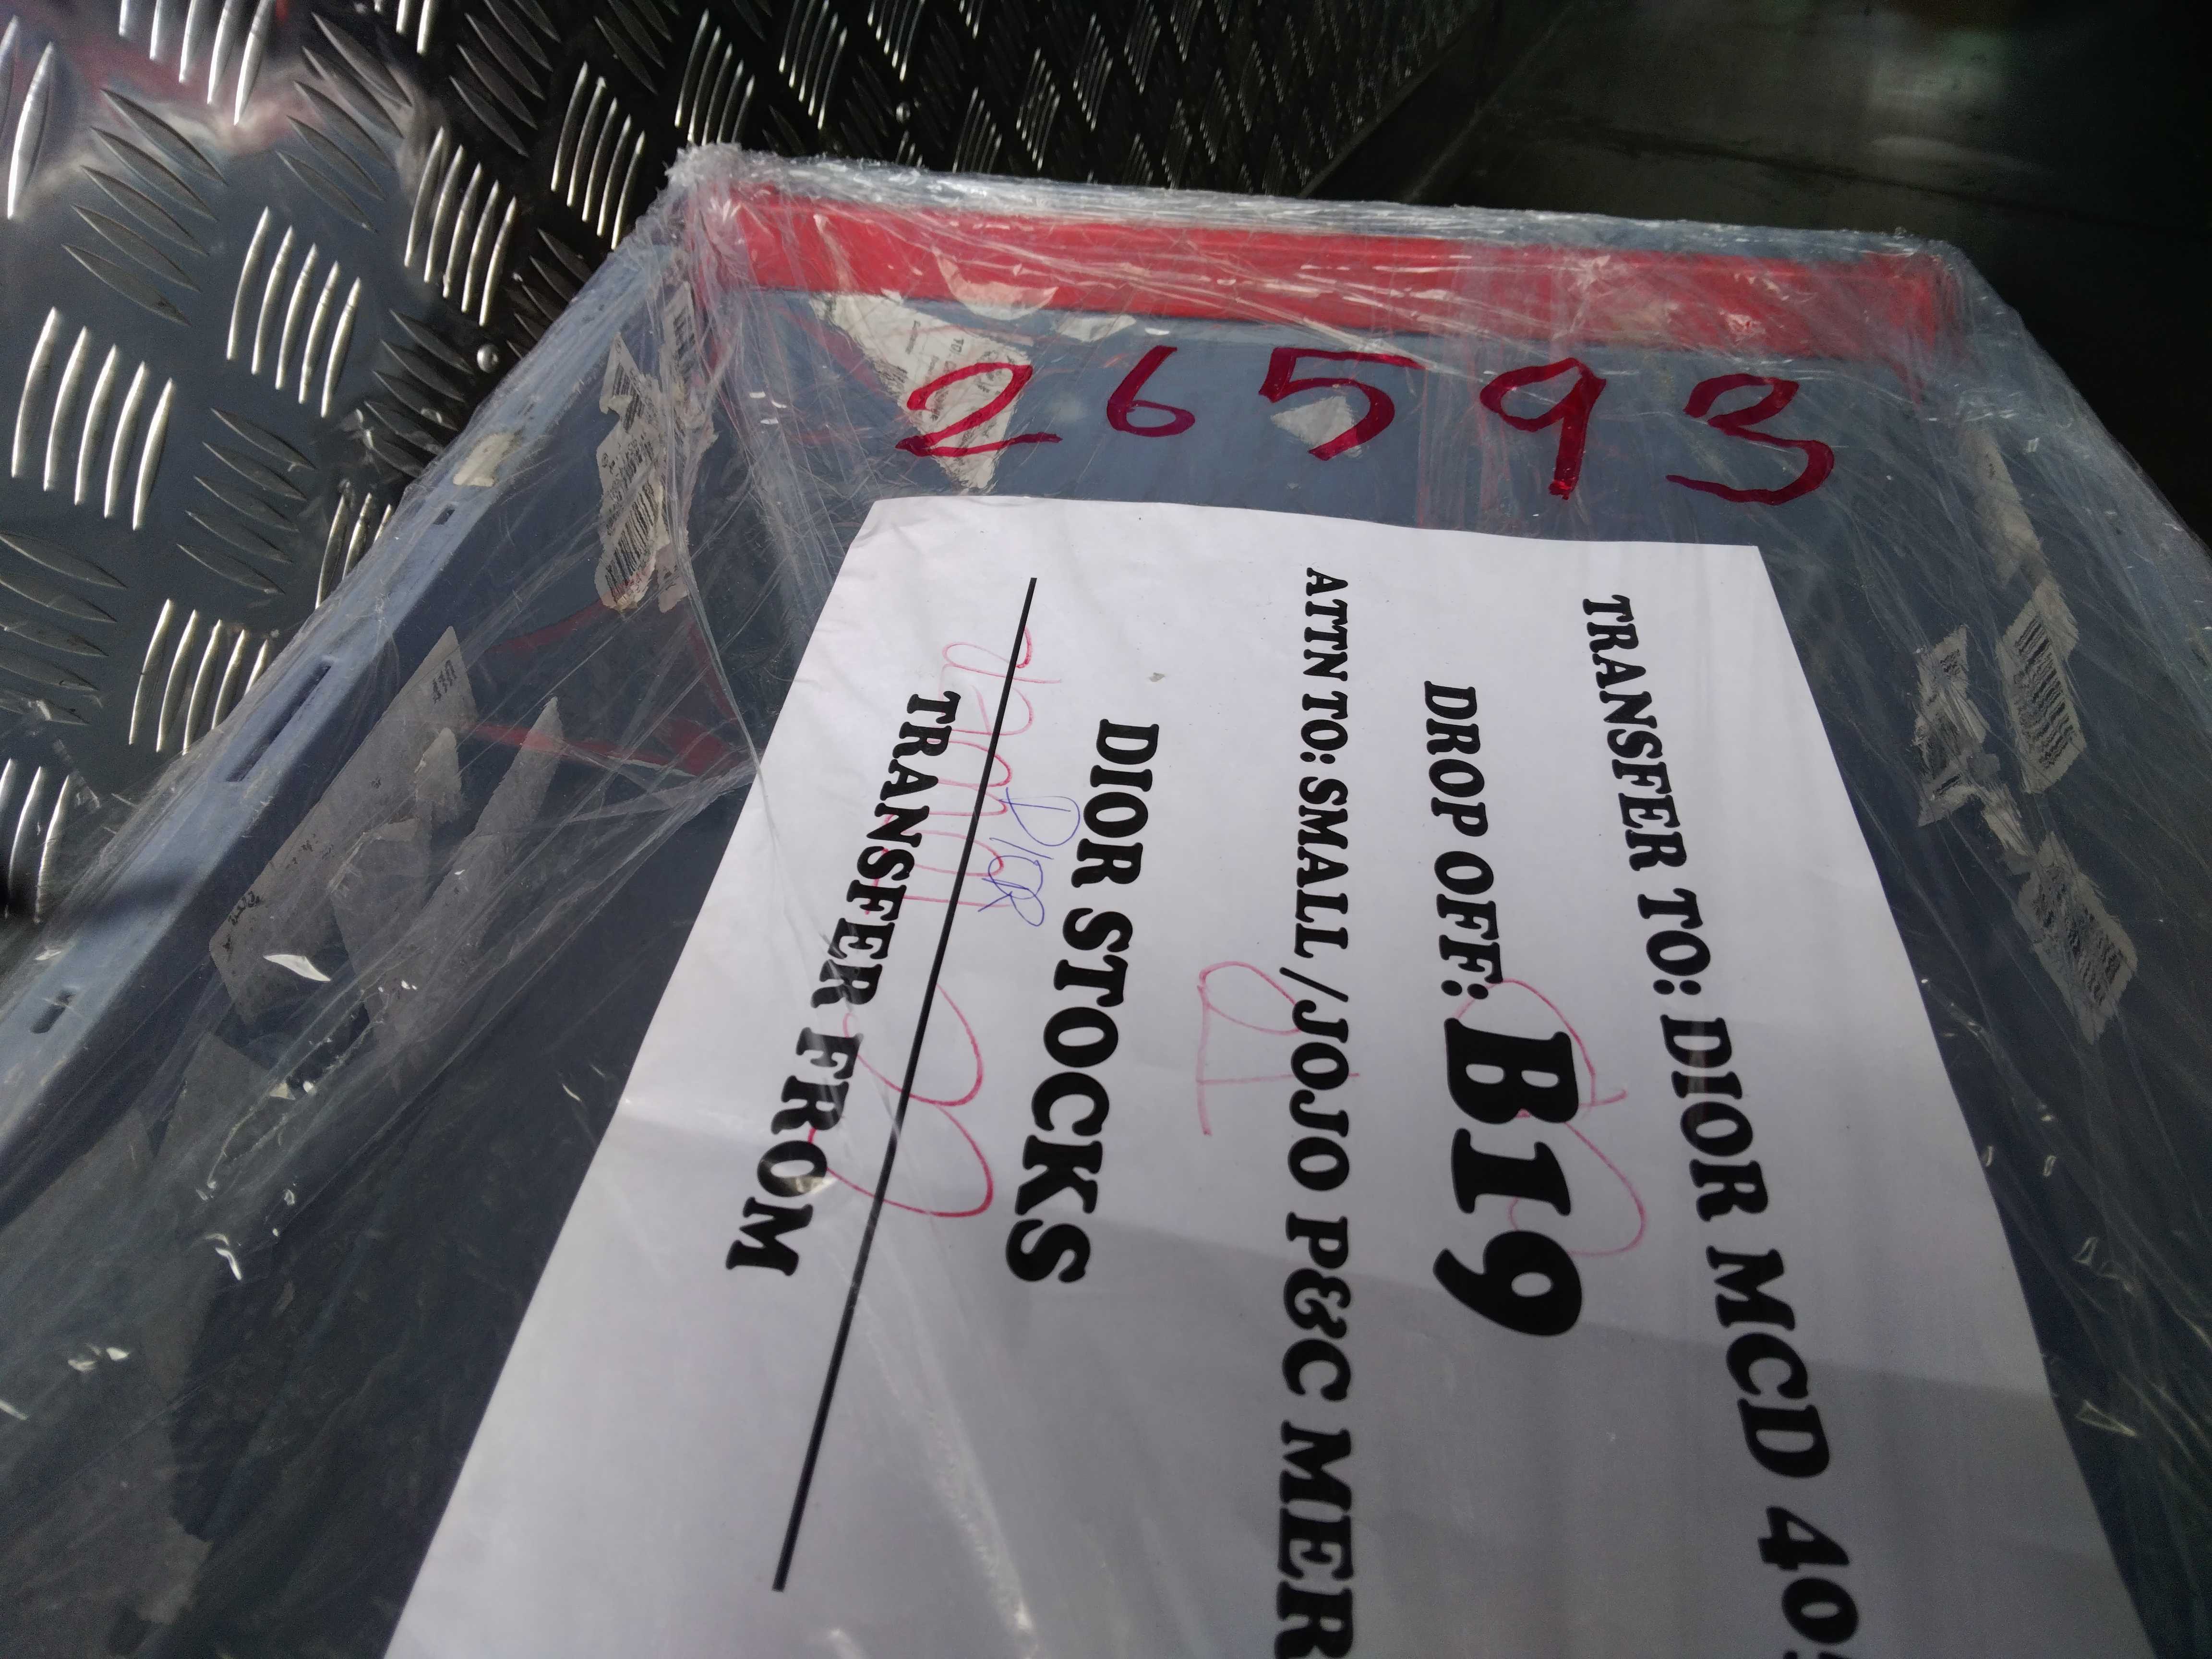 26593
TRANSFER TO: DIOR MCD 40
DROP OFF: B19
ATTN TO: SMALL /JOJO P&C MER
DIOR STOCKS
DIOR
TRANSFER FROM